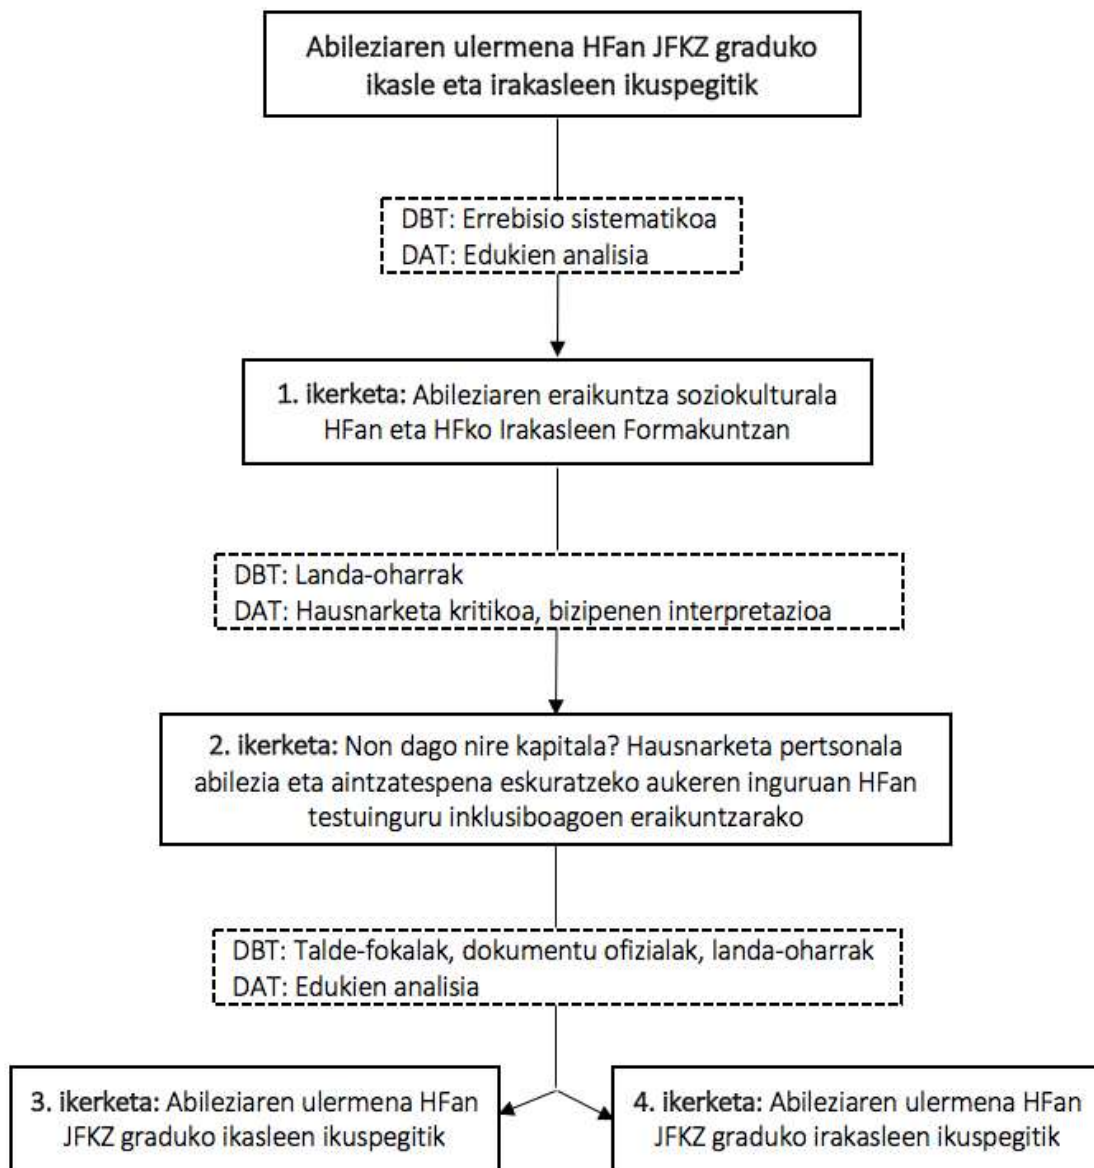 Abileziaren ulermena HFan JFKZ graduko
ikasle eta irakasleen ikuspegitik
DBT: Errebisio sistematikoa
DAT: Edukien analisia
1. ikerketa: Abileziaren eraikuntza soziokulturala
HFan eta HFko Irakasleen Formakuntzan
DBT: Landa-oharrak
DAT: Hausnarketa kritikoa, bizipenen interpretazioa
2. ikerketa: Non dago nire kapitala? Hausnarketa pertsonala
abilezia eta aintzatespena eskuratzeko aukeren inguruan HFan
testuinguru inklusiboagoen eraikuntzarako
DBT: Talde-fokalak, dokumentu ofizialak, landa-oharrak
DAT: Edukien analisia
3. ikerketa: Abileziaren ulermena HFan
JFKZ graduko ikasleen ikuspegitik
4. ikerketa: Abileziaren ulermena HFan
JFKZ graduko irakasleen ikuspegitik